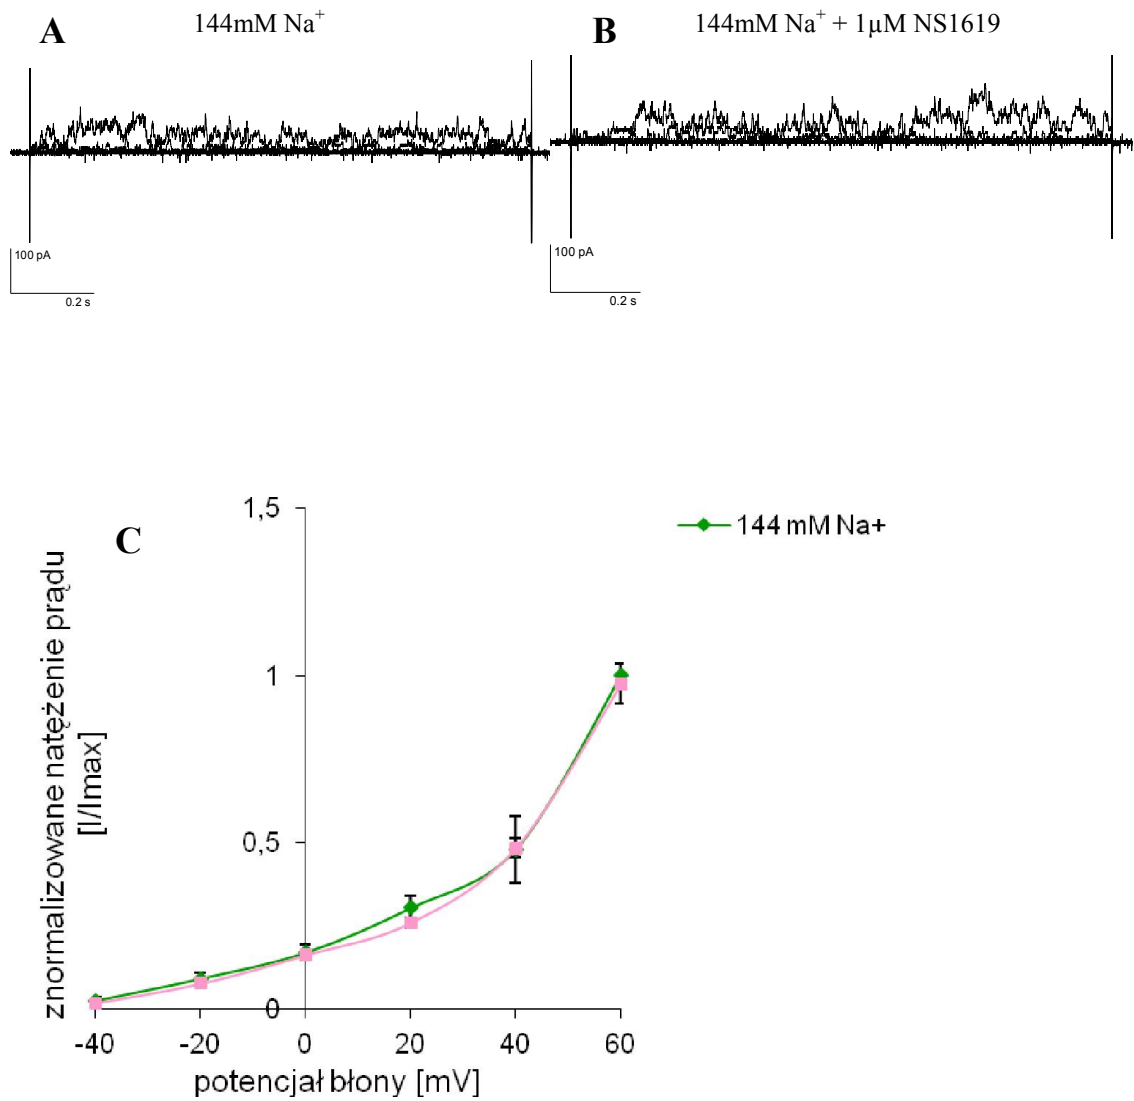 A
144mM Na⁺
B
144mM Na⁺ + 1µM NS1619
100 pA
0.2 s
100 pA
0.2 s
C
1,5
1
0,5
0
znormalizowane natężenie prądu
[I/Imax]
144 mM Na+
-40
-20
0
20
40
60
potencjał błony [mV]